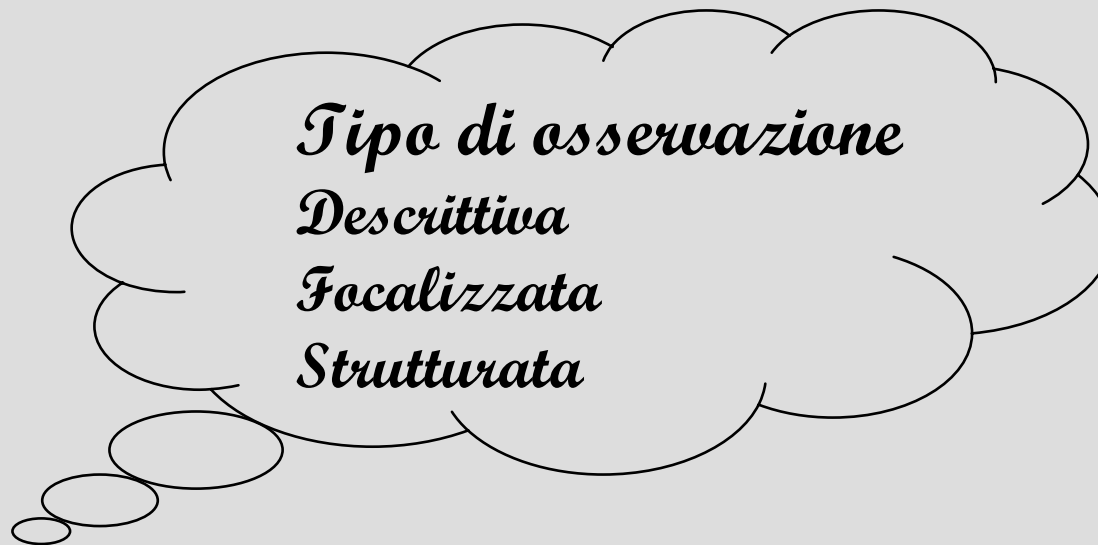 Tipo di osservazione
Descrittiva
Focalizzata
Strutturata